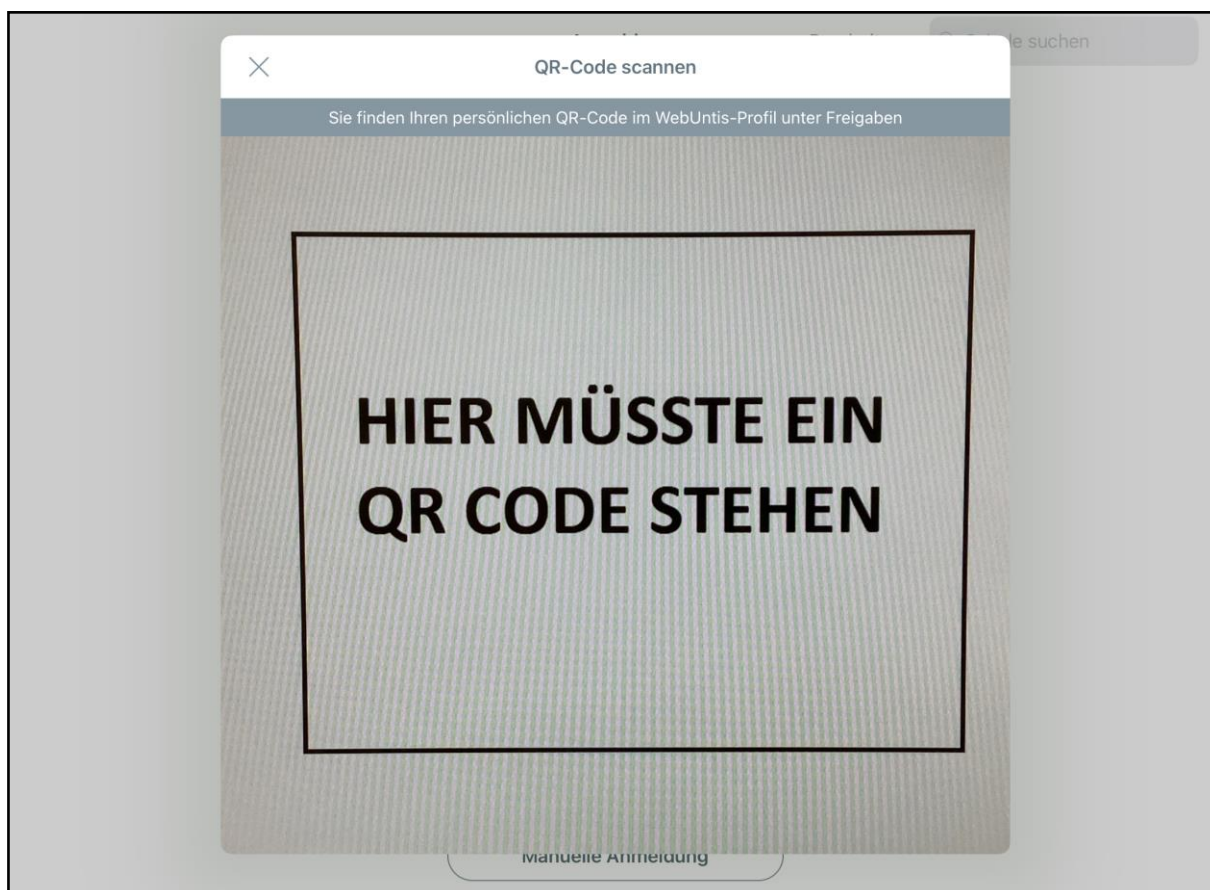 QR-Code scannen
Sie finden Ihren persönlichen QR-Code im WebUntis-Profil unter Freigaben
HIER MÜSSTE EIN
QR CODE STEHEN
Manuelle Anmeldung
suchen